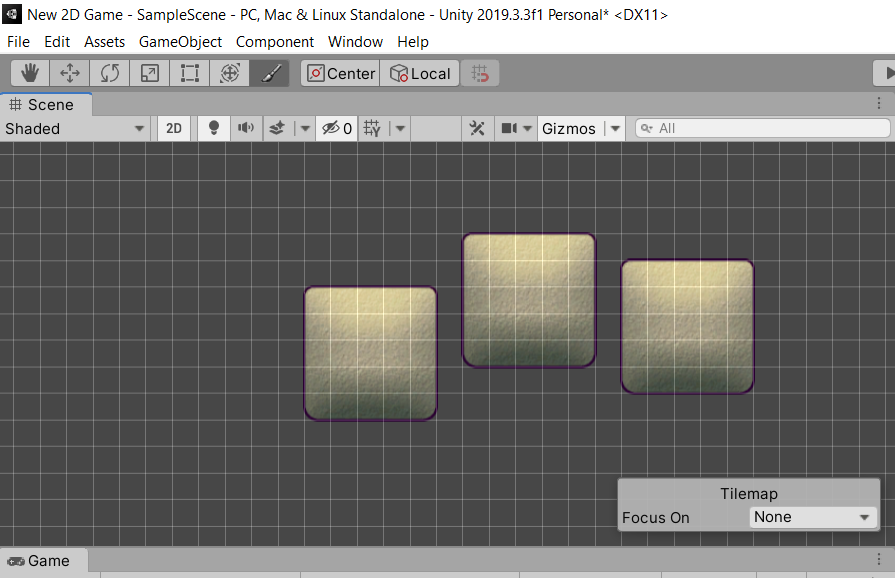 New 2D Game - SampleScene - PC, Mac & Linux Standalone - Unity 2019.3.3f1 Personal* <DX11>
File Edit Assets GameObject Component Window Help
Center Local
Scene
Shaded 2D 0 Gizmos All
Tilemap
Focus On None
Game